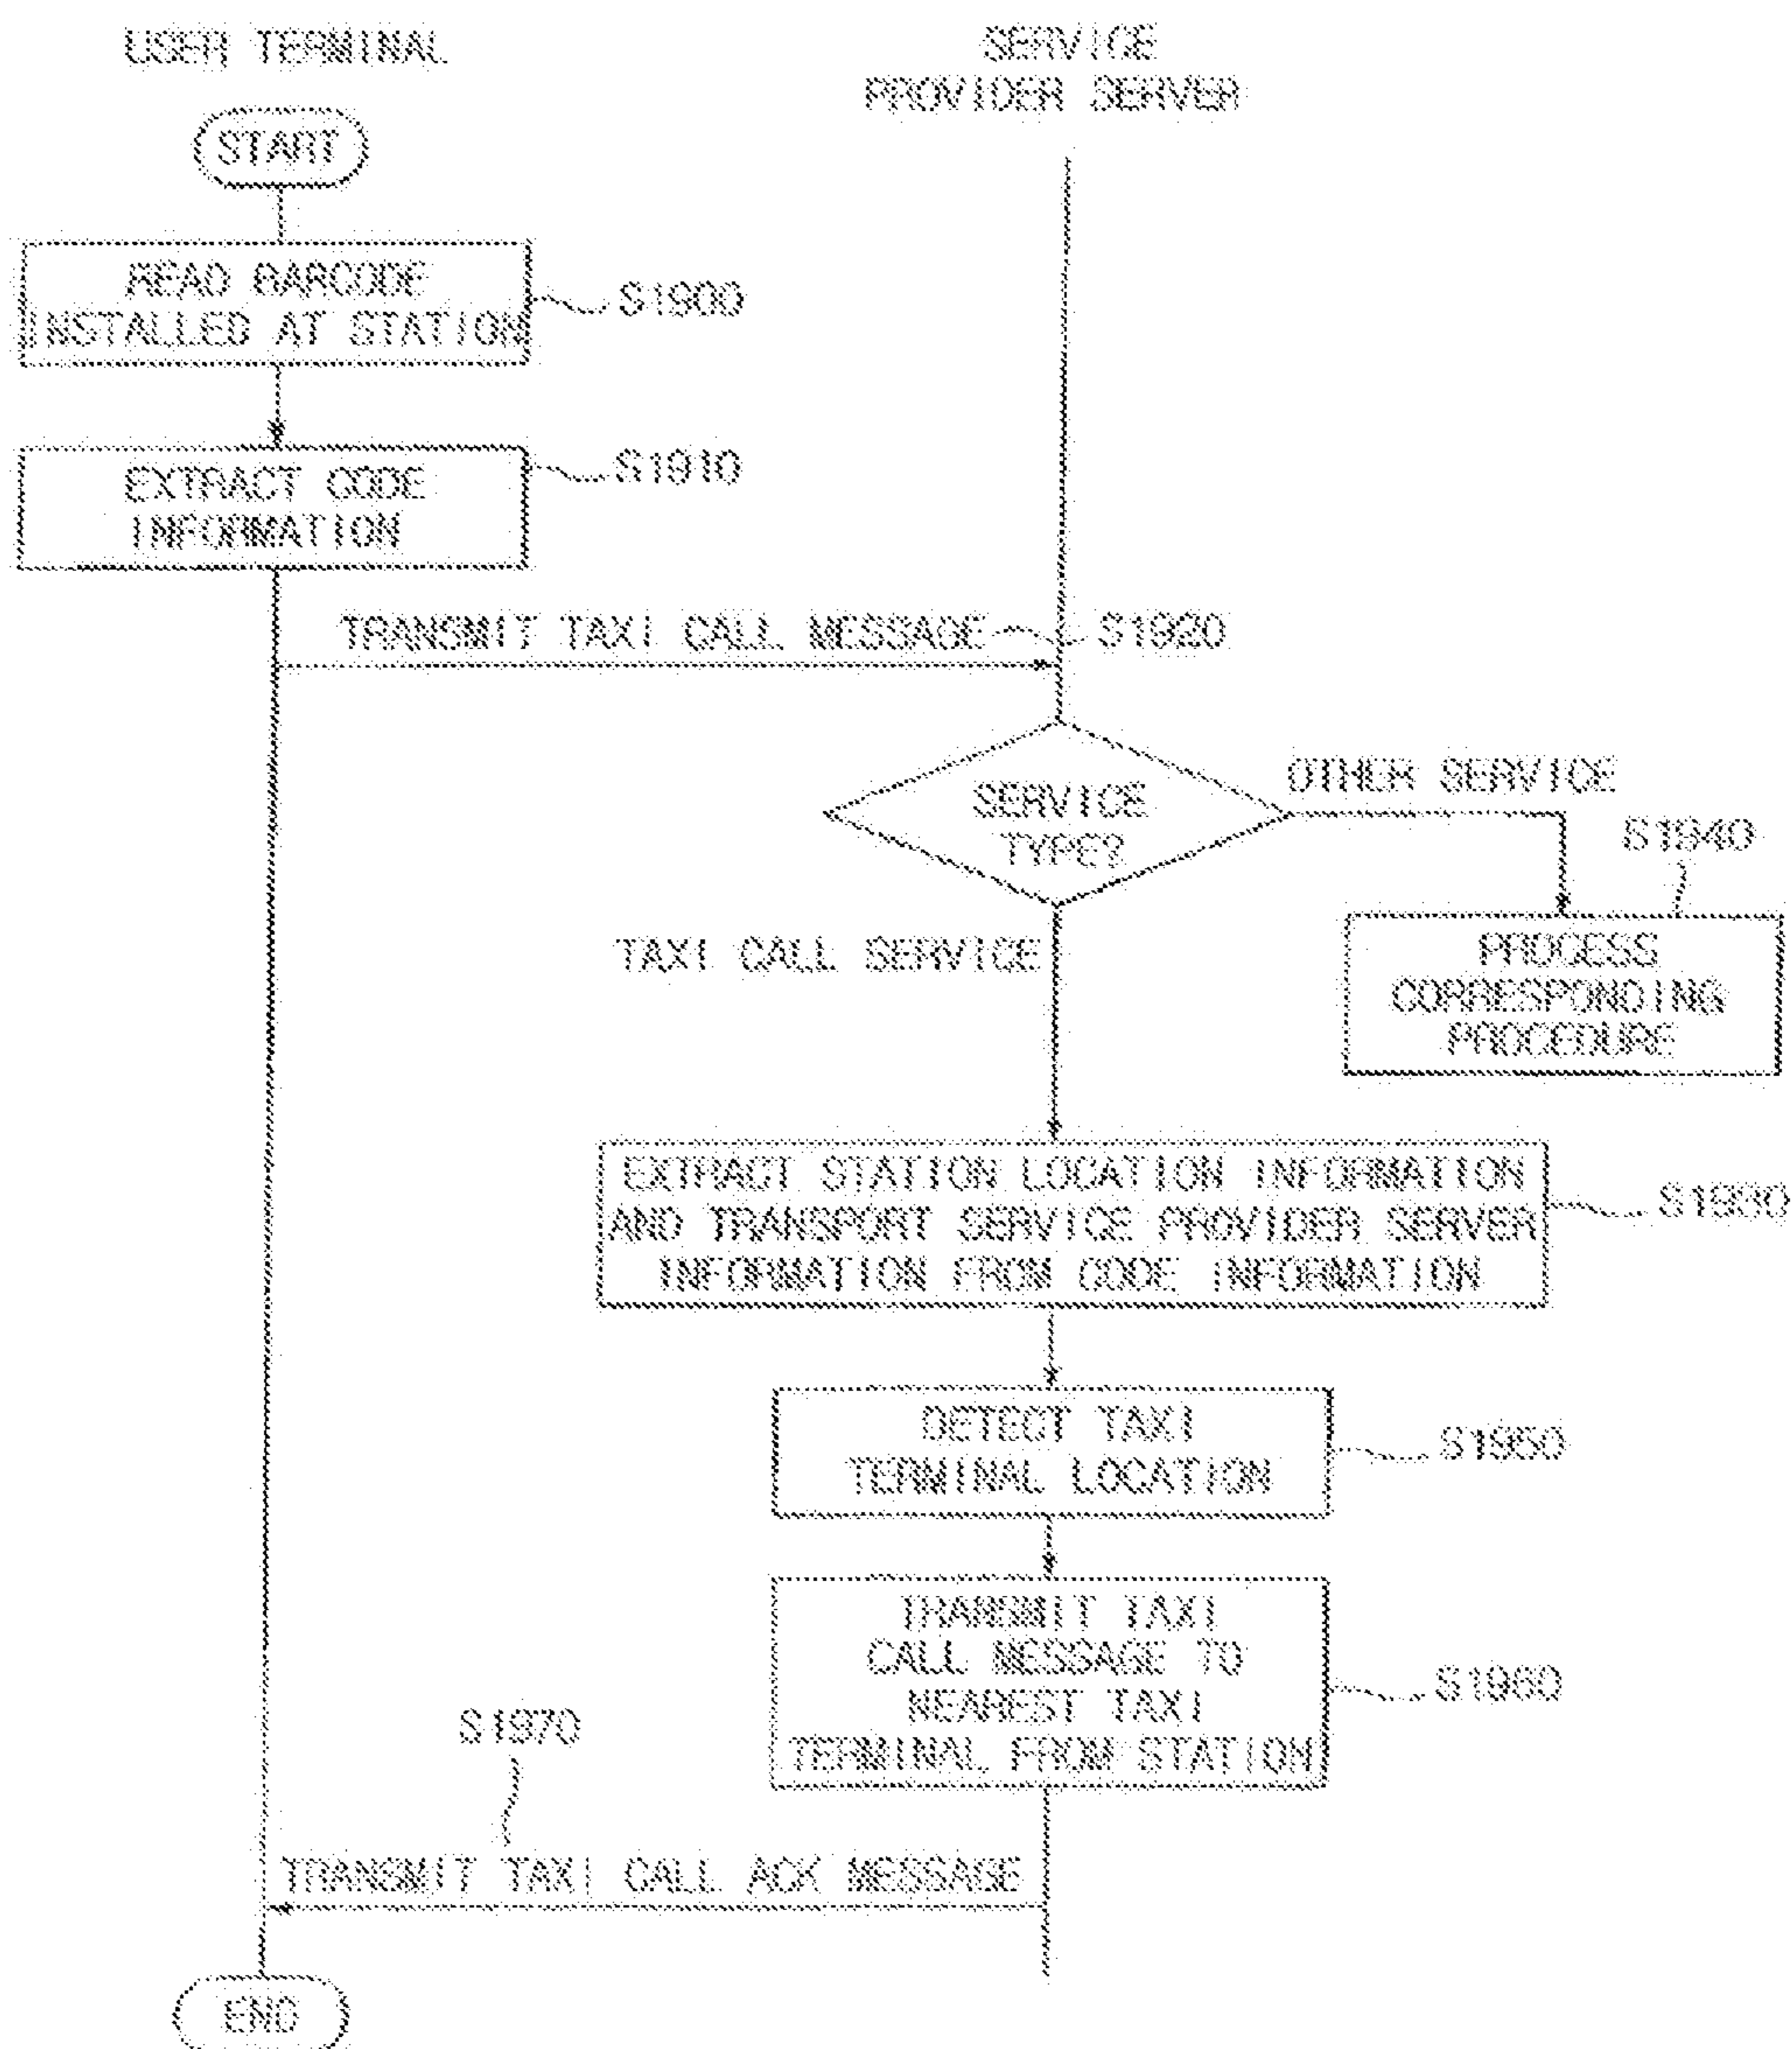 USER TERMINAL
SERVICE
PROVIDER SERVER
START
READ BARCODE
INSTALLED AT STATION
S1900
EXTRACT CODE
INFORMATION
S1910
TRANSMIT TAXI CALL MESSAGE
S1920
SERVICE
TYPE?
OTHER SERVICE
S1940
PROCESS
CORRESPONDING
PROCEDURE
TAXI CALL SERVICE
EXTRACT STATION LOCATION INFORMATION
AND TRANSPORT SERVICE PROVIDER SERVER
INFORMATION FROM CODE INFORMATION
S1930
DETECT TAXI
TERMINAL LOCATION
S1950
TRANSMIT TAXI
CALL MESSAGE TO
NEAREST TAXI
TERMINAL FROM STATION
S1960
S1970
TRANSMIT TAXI CALL ACK MESSAGE
END